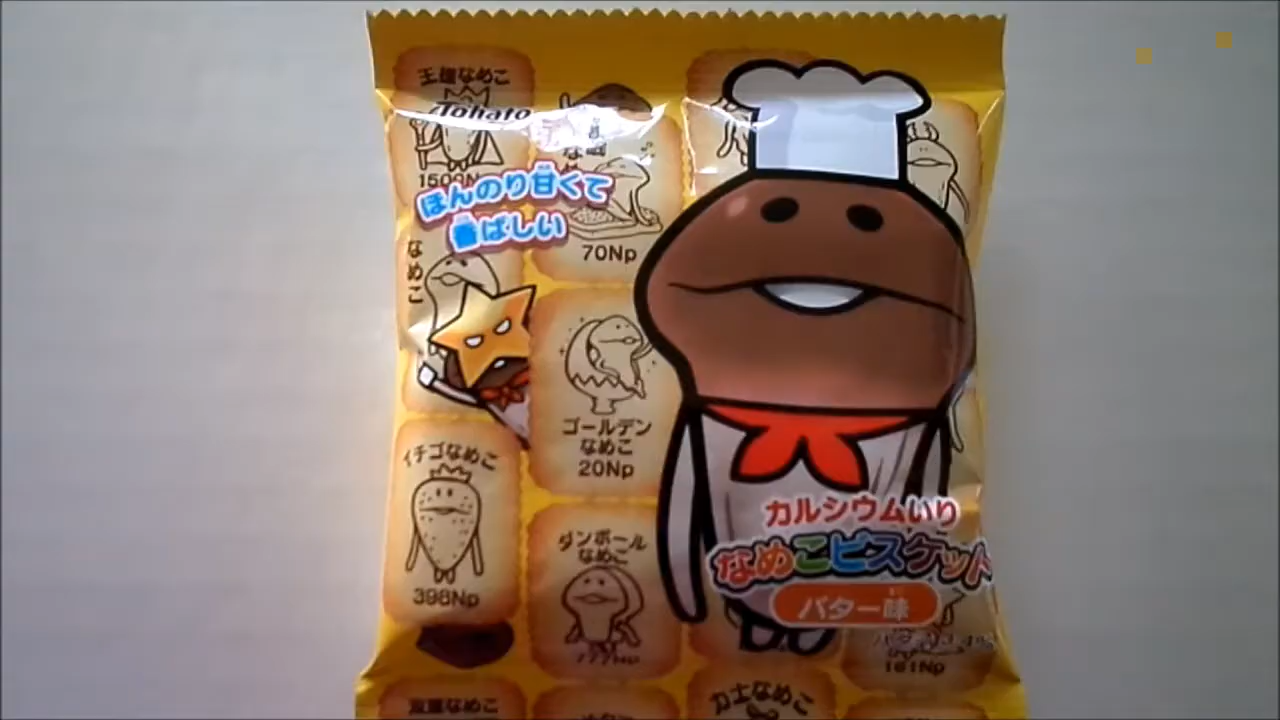 王様なめこ
Tohato
ほんのり甘くて
香ばしい
70Np
なめこ
ゴールデン
なめこ
20Np
イチゴなめこ
398Np
ダンボール
なめこ
777Np
カルシウムいり
なめこビスケット
バター味
161Np
力士なめこ